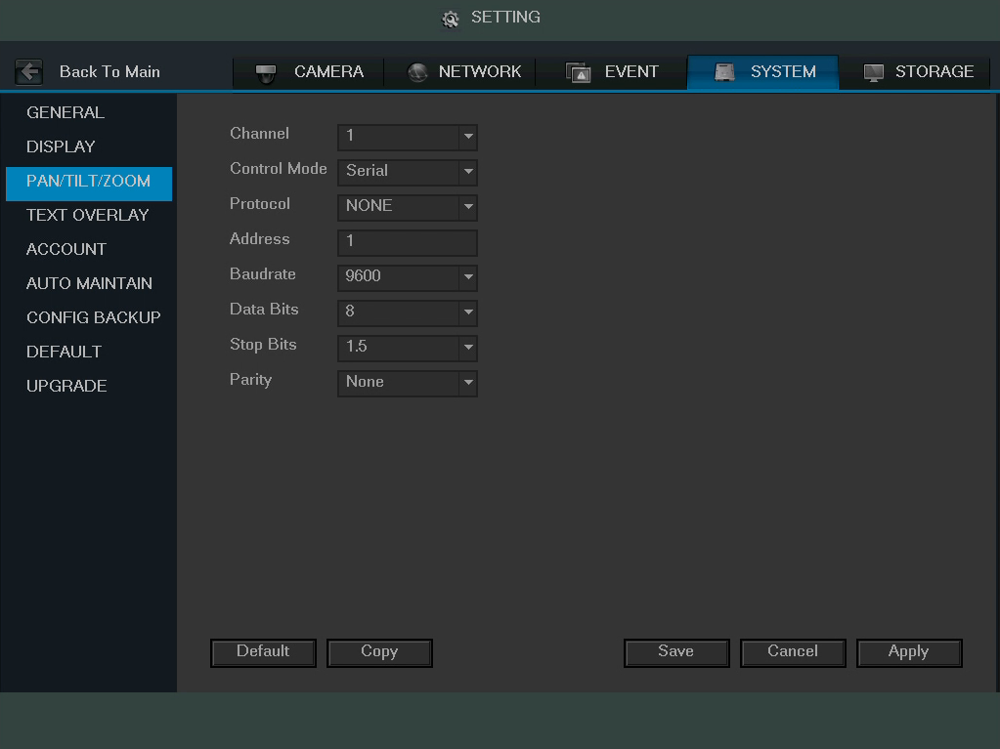 SETTING
Back To Main
CAMERA
NETWORK
EVENT
SYSTEM
STORAGE
GENERAL
DISPLAY
PAN/TILT/ZOOM
TEXT OVERLAY
ACCOUNT
AUTO MAINTAIN
CONFIG BACKUP
DEFAULT
UPGRADE
Channel 1
Control Mode Serial
Protocol NONE
Address 1
Baudrate 9600
Data Bits 8
Stop Bits 1.5
Parity None
Default
Copy
Save
Cancel
Apply